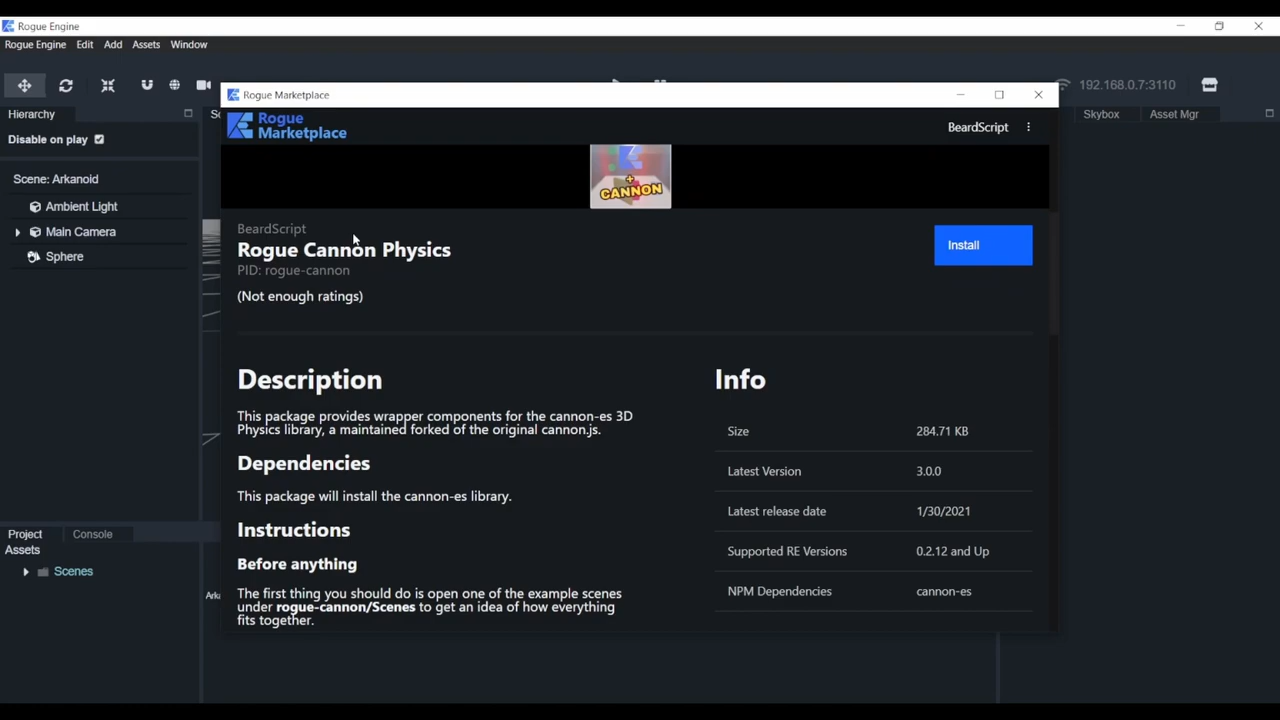 Rogue Engine
Rogue Engine Edit Add Assets Window
192.168.0.7:3110
Rogue Marketplace
Hierarchy
Skybox Asset Mgr
Disable on play
Rogue
Marketplace
BeardScript
Scene: Arkanoid
Ambient Light
Main Camera
Sphere
+
CANNON
BeardScript
Rogue Cannon Physics
PID: rogue-cannon
(Not enough ratings)
Install
Description
This package provides wrapper components for the cannon-es 3D
Physics library, a maintained forked of the original cannon.js.
Dependencies
This package will install the cannon-es library.
Instructions
Before anything
The first thing you should do is open one of the example scenes
under rogue-cannon/Scenes to get an idea of how everything
fits together.
Info
Size 284.71 KB
Latest Version 3.0.0
Latest release date 1/30/2021
Supported RE Versions 0.2.12 and Up
NPM Dependencies cannon-es
Project Console
Assets
Scenes